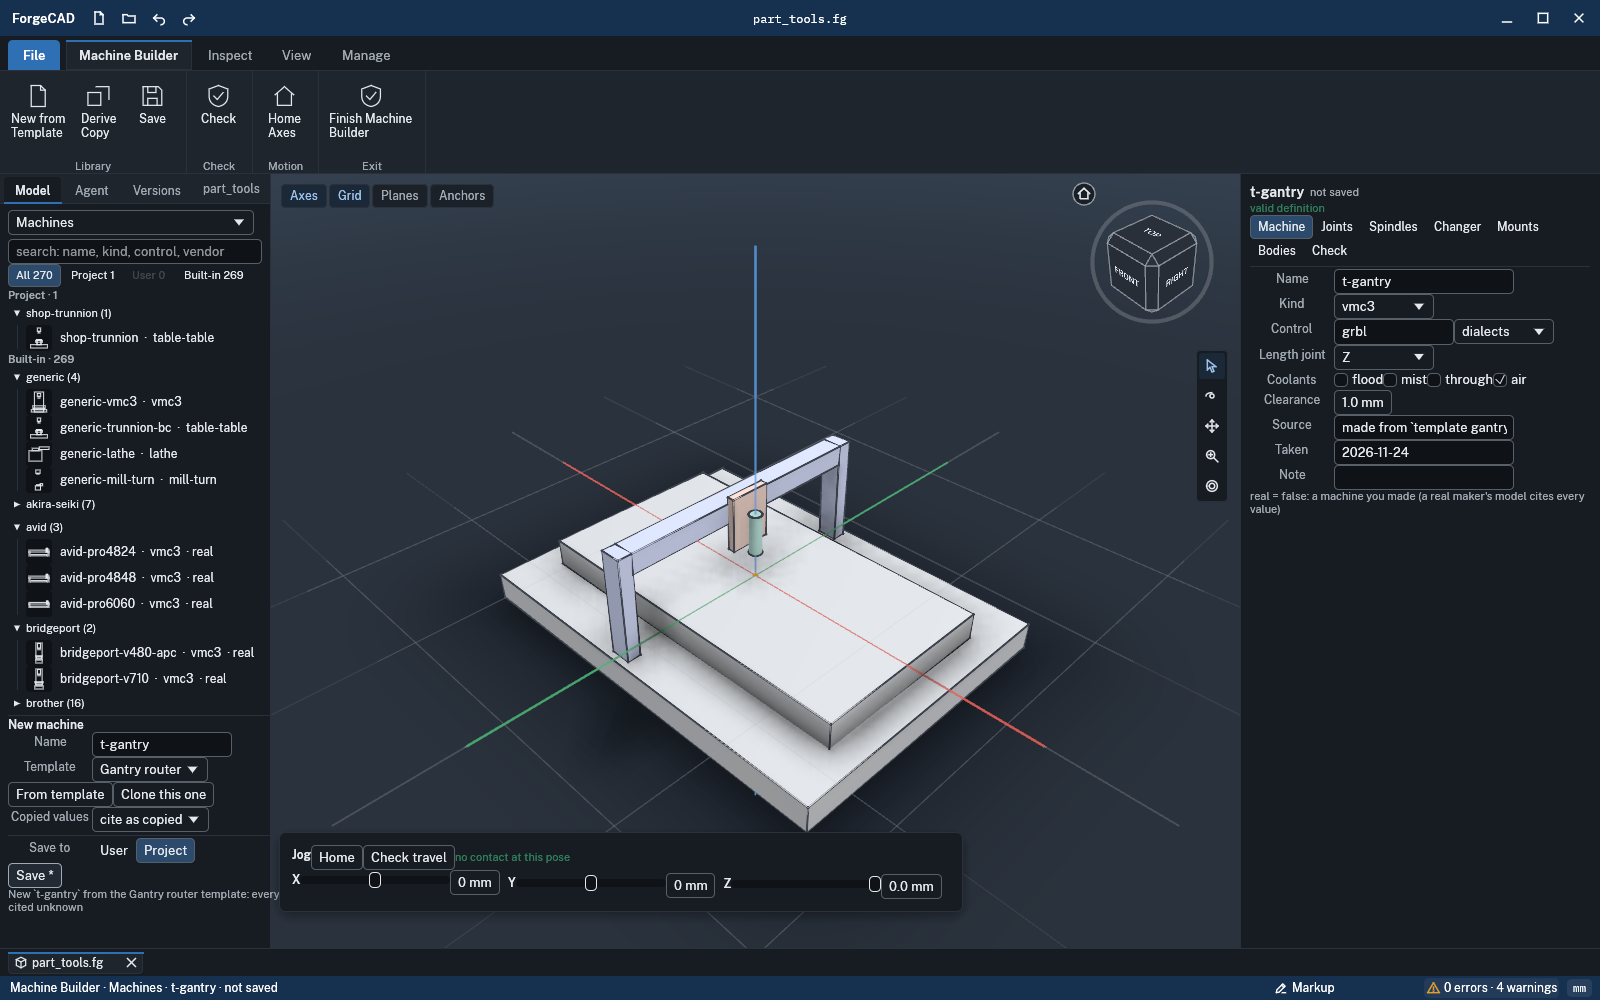 ForgeCAD
part_tools.fg
File
Machine Builder
Inspect
View
Manage
New from Template
Derive Copy
Save
Check
Home Axes
Finish Machine Builder
Library
Check
Motion
Exit
Model
Agent
Versions
part_tools
Machines
search: name, kind, control, vendor
All 270
Project 1
User 0
Built-in 269
Project · 1
shop-trunnion (1)
shop-trunnion · table-table
Built-in · 269
generic (4)
generic-vmc3 · vmc3
generic-trunnion-bc · table-table
generic-lathe · lathe
generic-mill-turn · mill-turn
akira-seiki (7)
avid (3)
avid-pro4824 · vmc3 · real
avid-pro4848 · vmc3 · real
avid-pro6060 · vmc3 · real
bridgeport (2)
bridgeport-v480-apc · vmc3 · real
bridgeport-v710 · vmc3 · real
brother (16)
New machine
Name
t-gantry
Template
Gantry router
From template
Clone this one
Copied values
cite as copied
Save to
User
Project
Save *
New `t-gantry` from the Gantry router template: every
cited unknown
Axes
Grid
Planes
Anchors
TOP
FRONT
RIGHT
Jog
Home
Check travel
no contact at this pose
X
0 mm
Y
0 mm
Z
0.0 mm
t-gantry not saved
valid definition
Machine
Joints
Spindles
Changer
Mounts
Bodies
Check
Name
t-gantry
Kind
vmc3
Control
grbl
dialects
Length joint
Z
Coolants
flood
mist
through
air
Clearance
1.0 mm
Source
made from `template gantry
Taken
2026-11-24
Note
real = false: a machine you made (a real maker's model cites every
value)
part_tools.fg
Machine Builder · Machines · t-gantry · not saved
Markup
0 errors · 4 warnings
mm